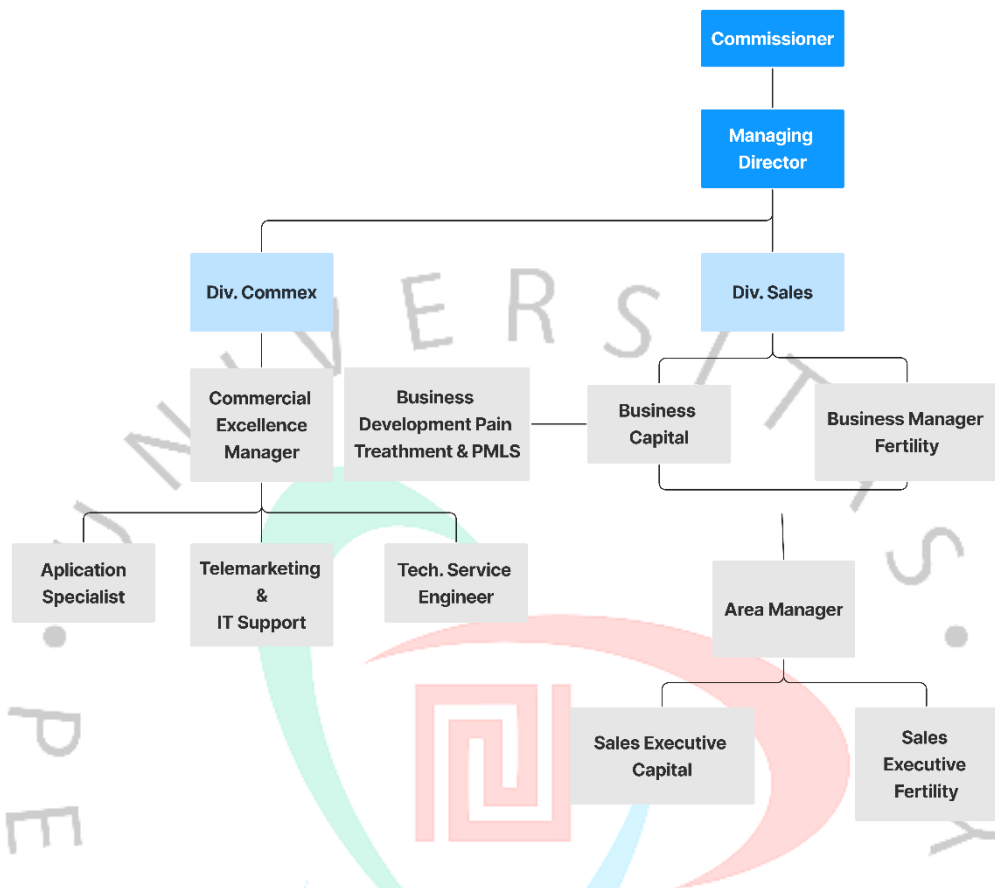 Commissioner
Managing
Director
Div. Commex
Div. Sales
Commercial
Excellence
Manager
Business
Development Pain
Treathment & PMLS
Business
Capital
Business Manager
Fertility
Aplication
Specialist
Telemarketing
&
IT Support
Tech. Service
Engineer
Area Manager
Sales Executive
Capital
Sales
Executive
Fertility